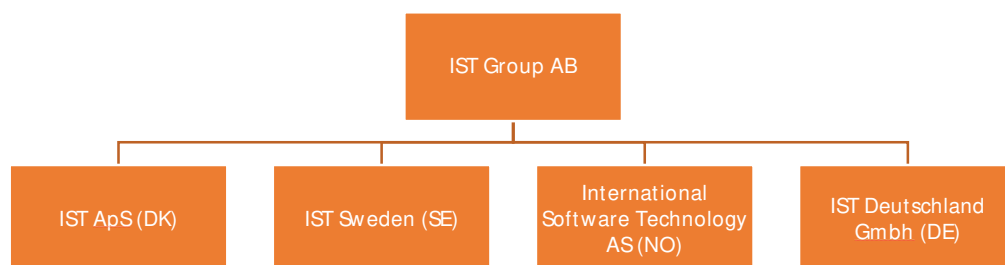 IST Group AB
IST ApS (DK)
IST Sweden (SE)
International
Software Technology
AS (NO)
IST Deutschland
Gmbh (DE)